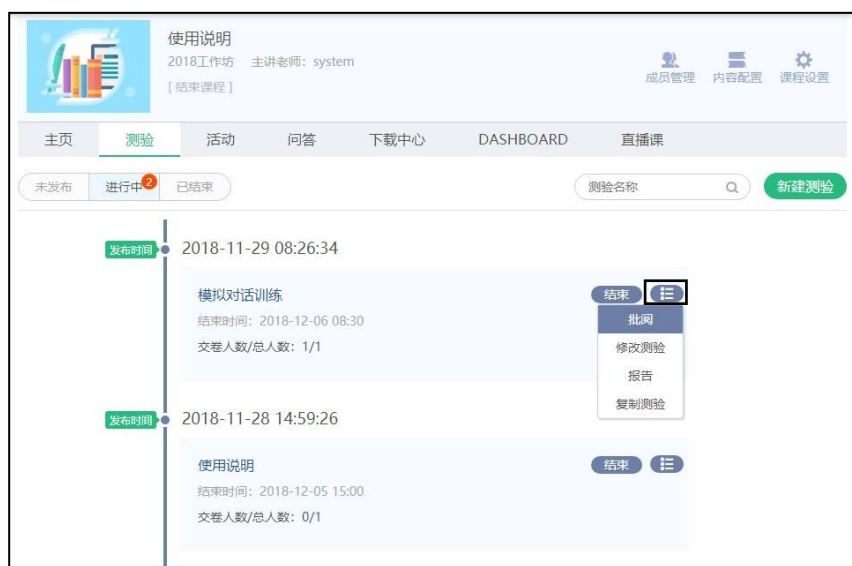 使用说明
2018工作坊 主讲老师：system
[ 结束课程 ]
成员管理 内容配置 课程设置
主页 测验 活动 问答 下载中心 DASHBOARD 直播课
未发布 进行中 2 已结束 测验名称 新建测验
发布时间 2018-11-29 08:26:34
模拟对话训练 结束
结束时间：2018-12-06 08:30
交卷人数/总人数：1/1
批阅
修改测验
报告
复制测验
发布时间 2018-11-28 14:59:26
使用说明 结束
结束时间：2018-12-05 15:00
交卷人数/总人数：0/1